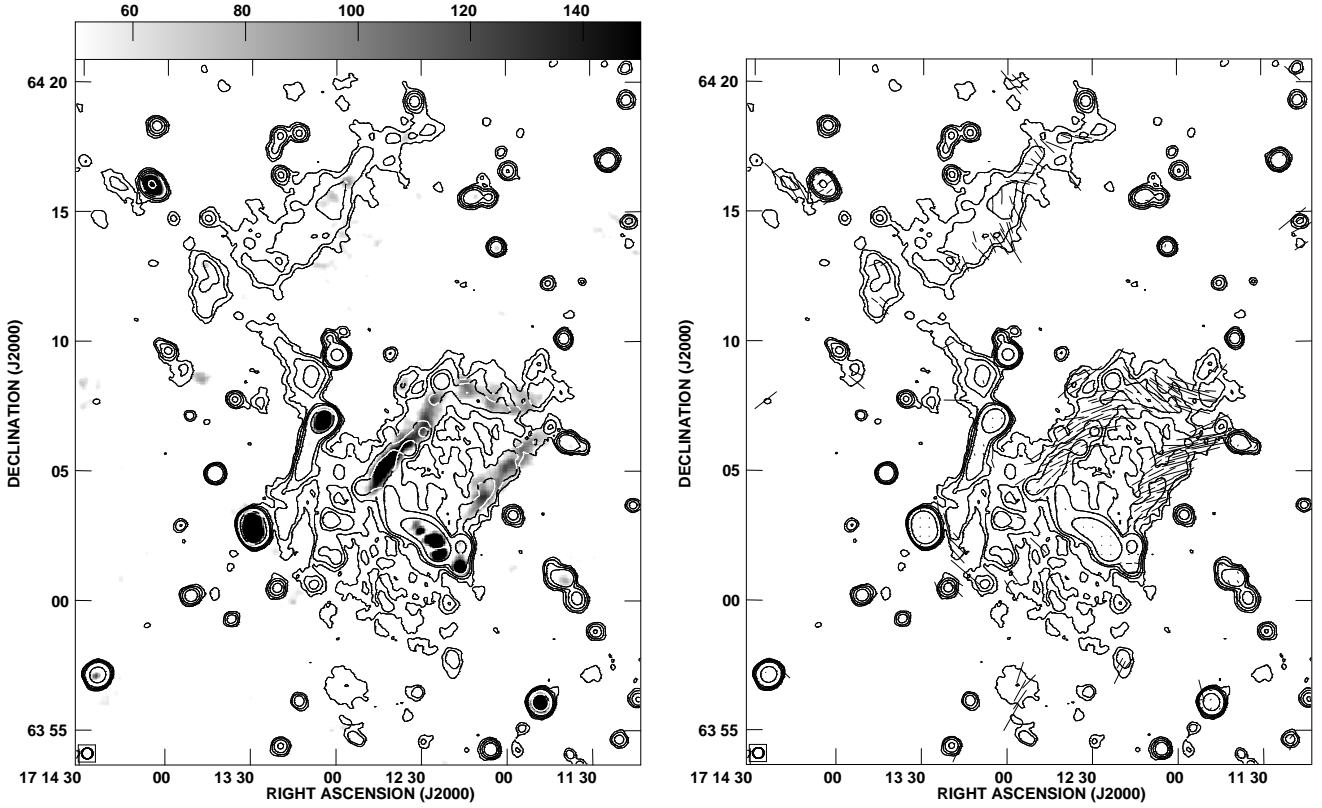 60 80 100 120 140
64 20
15
10
05
00
63 55
DECLINATION (J2000)
17 14 30 00 13 30 00 12 30 00 11 30
RIGHT ASCENSION (J2000)
64 20
15
10
05
00
63 55
DECLINATION (J2000)
17 14 30 00 13 30 00 12 30 00 11 30
RIGHT ASCENSION (J2000)